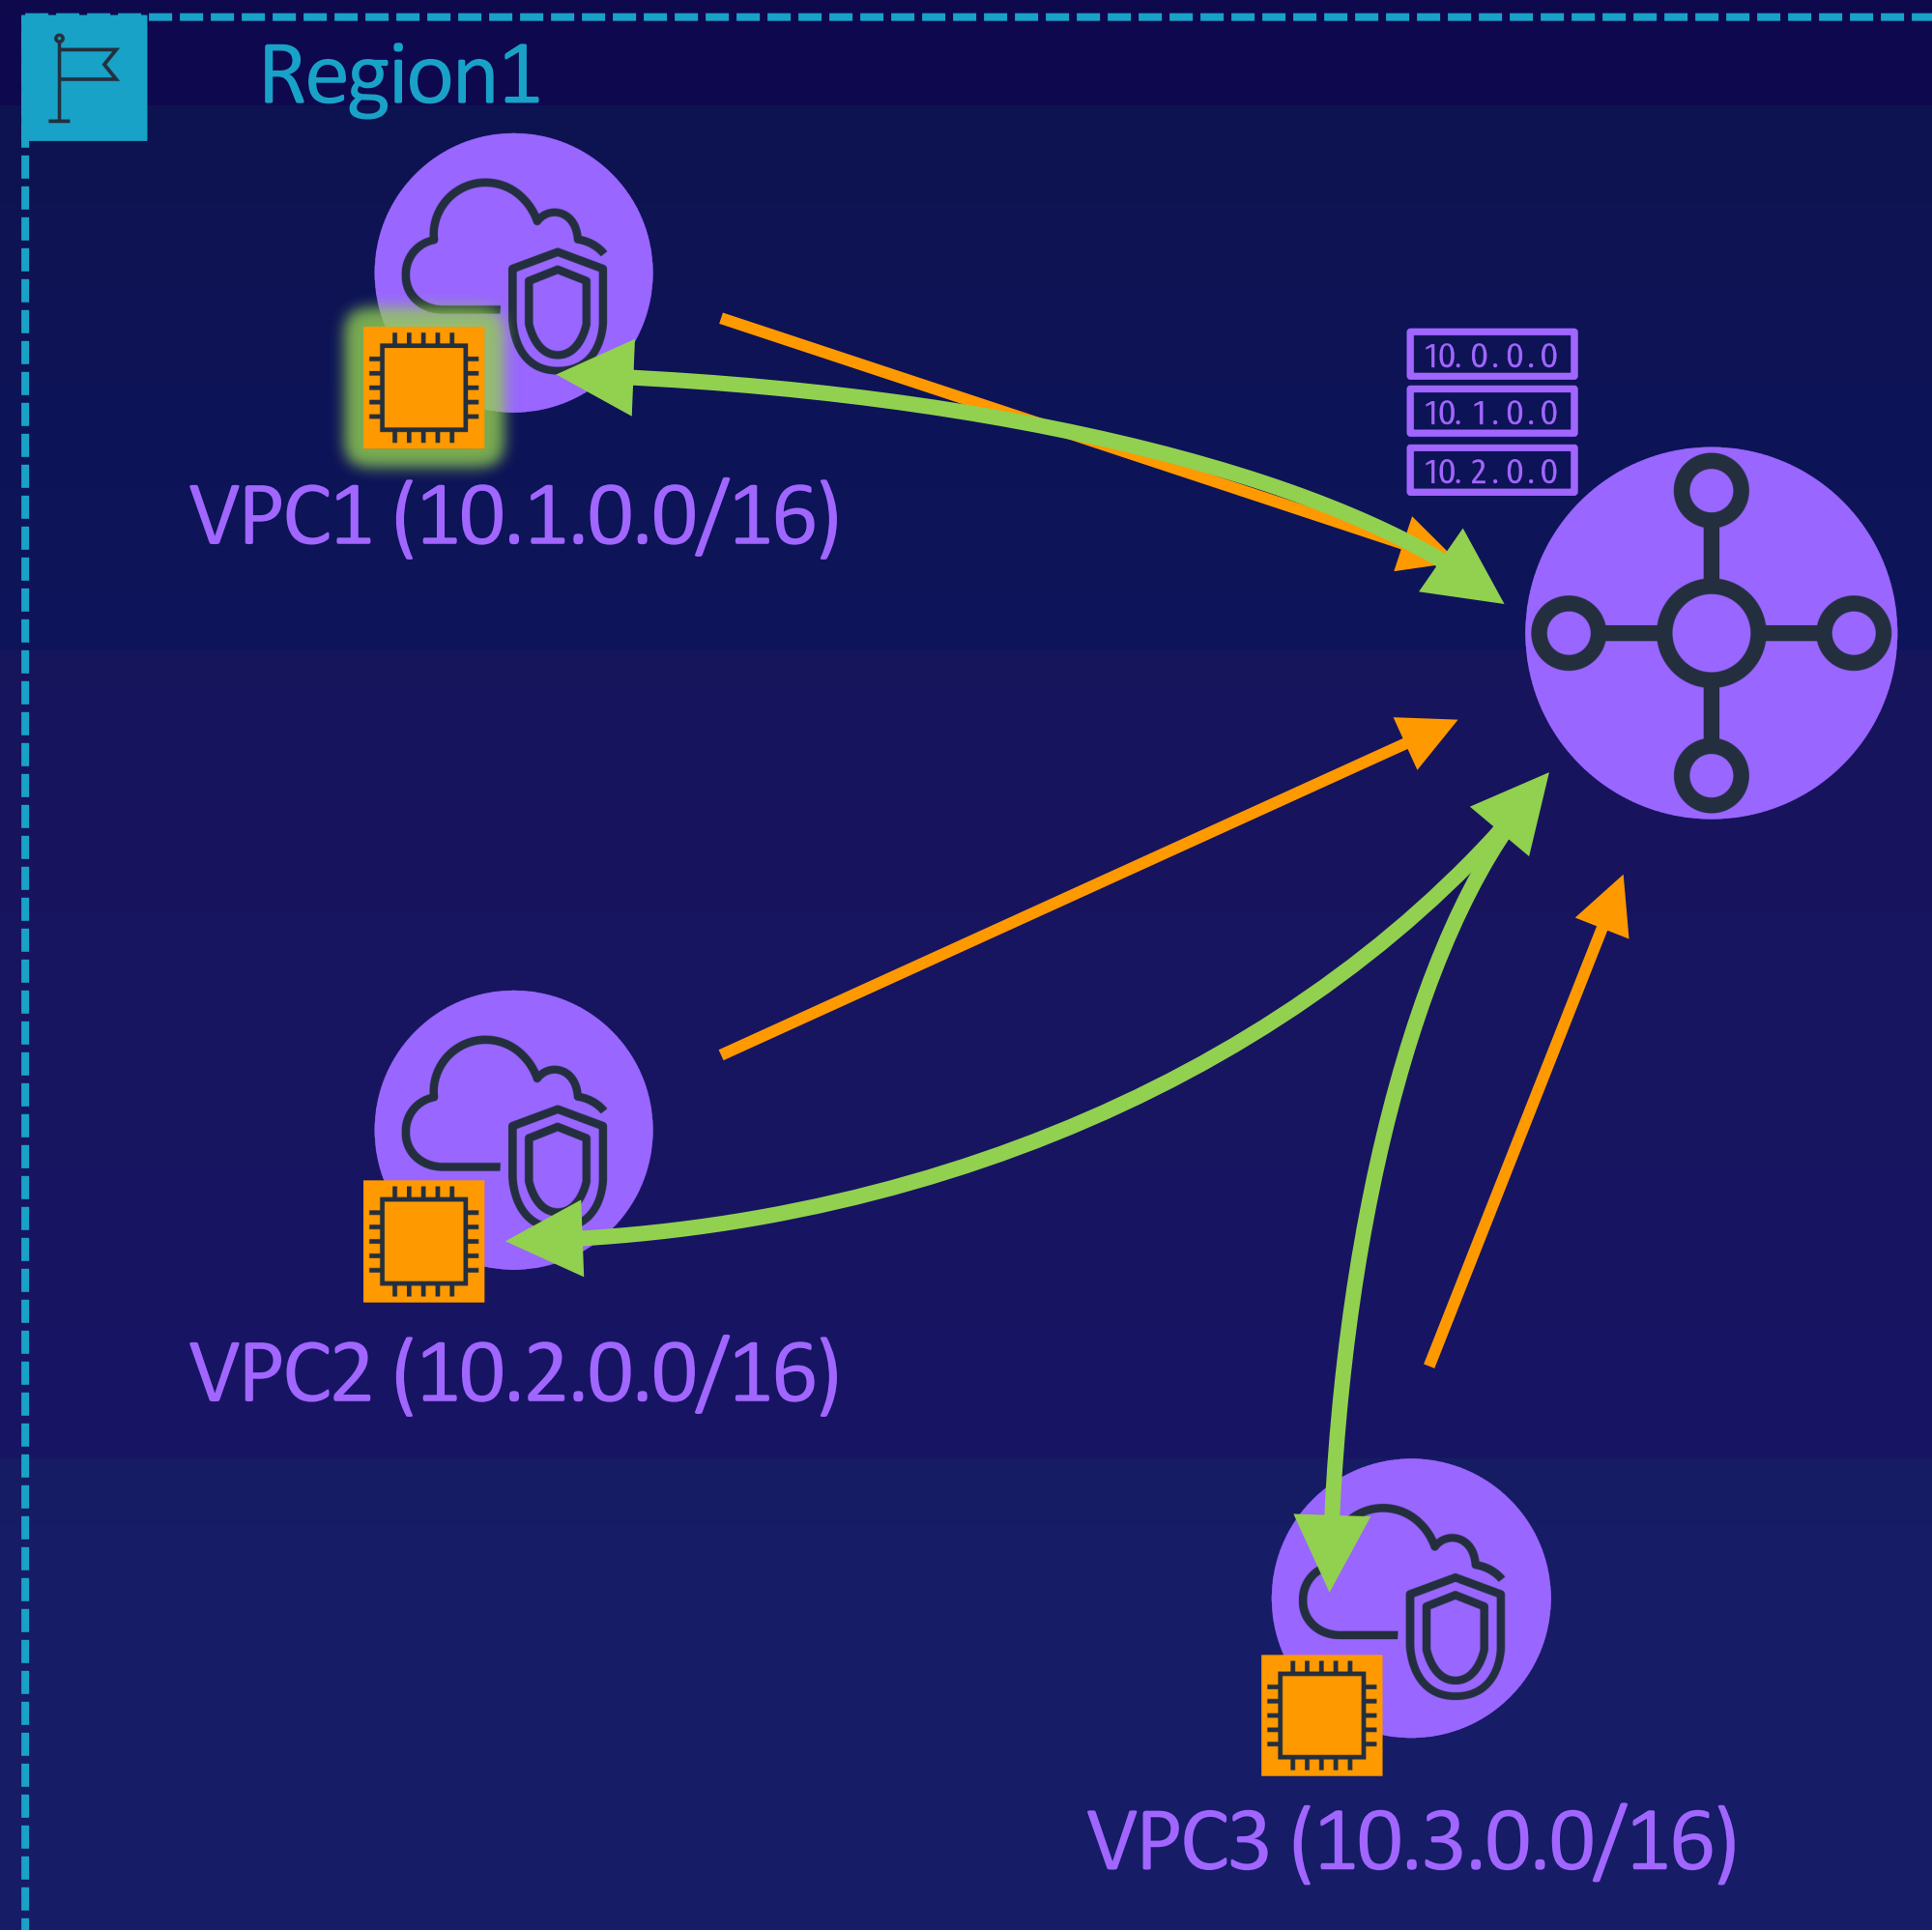 Region1
10. 0. 0. 0
10. 1. 0. 0
10. 2. 0. 0
VPC1 (10.1.0.0/16)
VPC2 (10.2.0.0/16)
VPC3 (10.3.0.0/16)